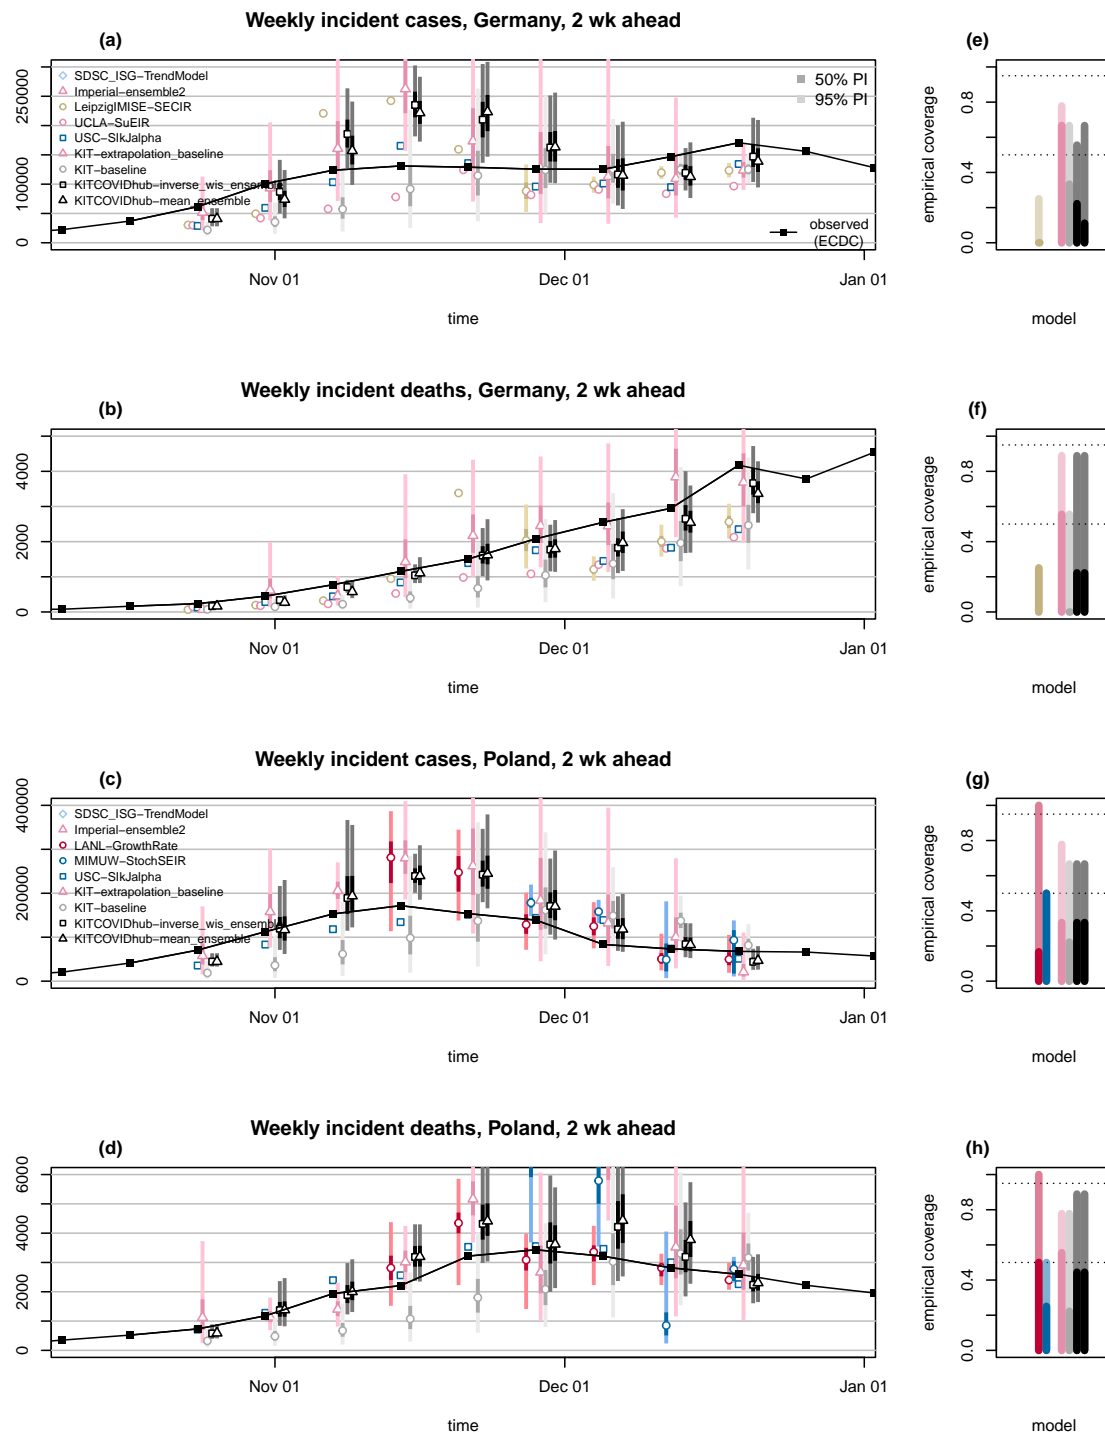 Weekly incident cases, Germany, 2 wk ahead
(a)
0
100000
250000
SDSC_ISG−TrendModel
Imperial−ensemble2
LeipzigIMISE−SECIR
UCLA−SuEIR
USC−SIkJalpha
KIT−extrapolation_baseline
KIT−baseline
KITCOVIDhub−inverse_wis_ensemble
KITCOVIDhub−mean_ensemble
50% PI
95% PI
observed
(ECDC)
Nov 01
Dec 01
Jan 01
time
(e)
empirical coverage
0.0
0.4
0.8
model
Weekly incident deaths, Germany, 2 wk ahead
(b)
0
2000
4000
Nov 01
Dec 01
Jan 01
time
(f)
empirical coverage
0.0
0.4
0.8
model
Weekly incident cases, Poland, 2 wk ahead
(c)
0
100000
200000
400000
SDSC_ISG−TrendModel
Imperial−ensemble2
LANL−GrowthRate
MIMUW−StochSEIR
USC−SIkJalpha
KIT−extrapolation_baseline
KIT−baseline
KITCOVIDhub−inverse_wis_ensemble
KITCOVIDhub−mean_ensemble
Nov 01
Dec 01
Jan 01
time
(g)
empirical coverage
0.0
0.4
0.8
model
Weekly incident deaths, Poland, 2 wk ahead
(d)
0
1000
2000
4000
6000
Nov 01
Dec 01
Jan 01
time
(h)
empirical coverage
0.0
0.4
0.8
model